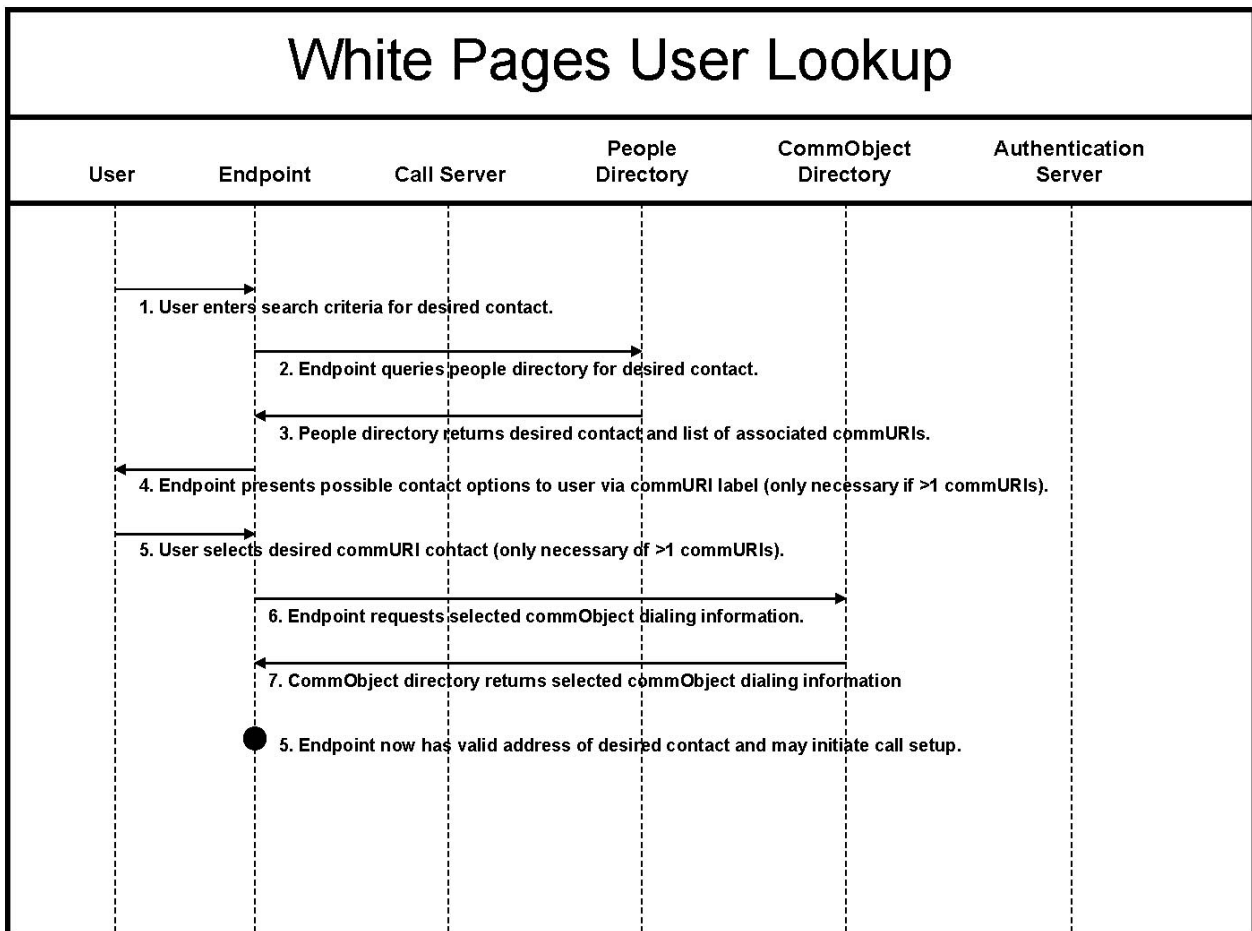 White Pages User Lookup
People
CommObject
Authentication
User
Endpoint
Call Server
Directory
Directory
Server
1. User enters search criteria for desired contact.
2. Endpoint queries people directory for desired contact.
3. People directory returns desired contact and list of associated commURIs.
4. Endpoint presents possible contact options to user via commURI label (only necessary if >1 commURIs).
5. User selects desired commURI contact (only necessary of >1 commURIs).
6. Endpoint requests selected commObject dialing information.
7. CommObject directory returns selected commObject dialing information
5. Endpoint now has valid address of desired contact and may initiate call setup.